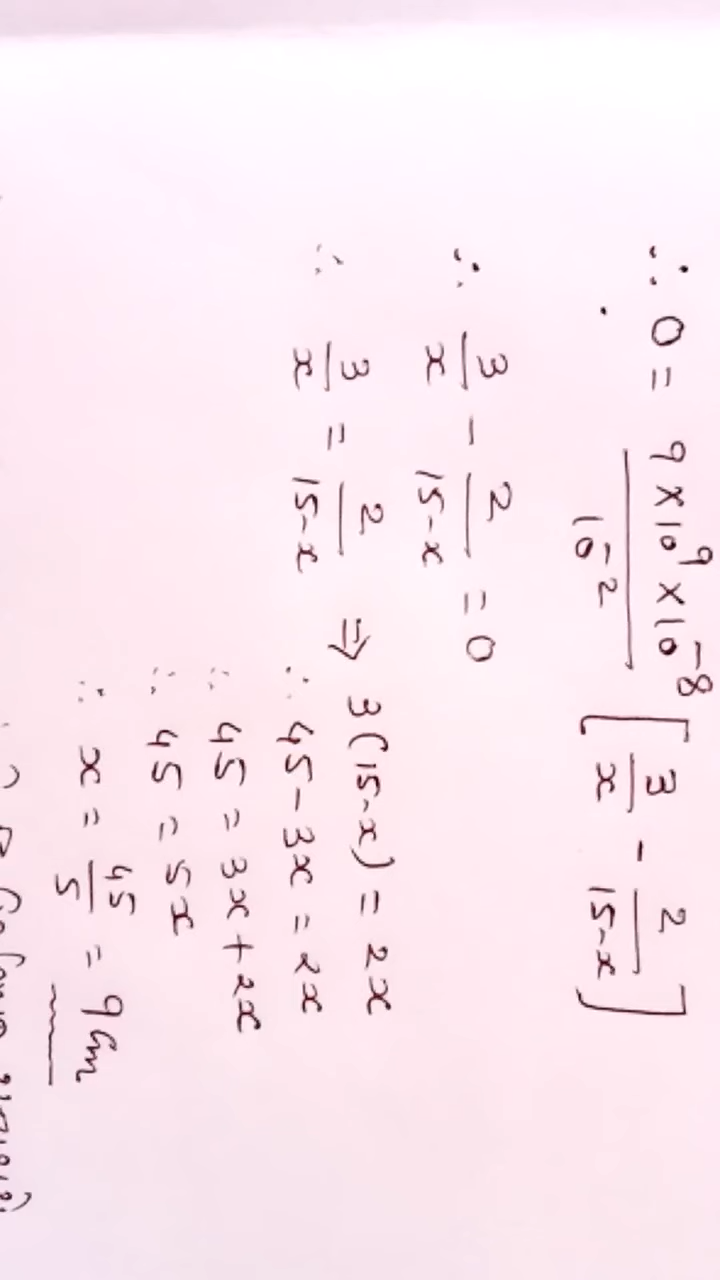 ∴ 0 = 9 × 10⁹ × 10⁻⁸ / 10⁻² [ 3/x - 2/15-x ]
∴ 3/x - 2/15-x = 0
∴ 3/x = 2/15-x ⇒ 3(15-x) = 2x
∴ 45 - 3x = 2x
∴ 45 = 3x + 2x
∴ 45 = 5x
∴ x = 45/5 = 9cm